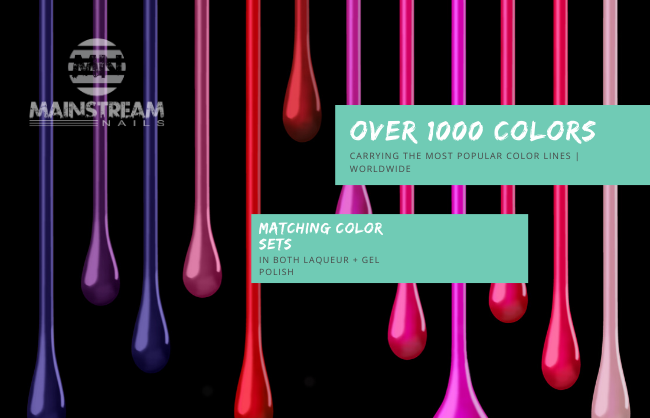 MAINSTREAM
NAILS
OVER 1000 COLORS
CARRYING THE MOST POPULAR COLOR LINES |
WORLDWIDE
MATCHING COLOR
SETS
IN BOTH LAQUEUR + GEL
POLISH